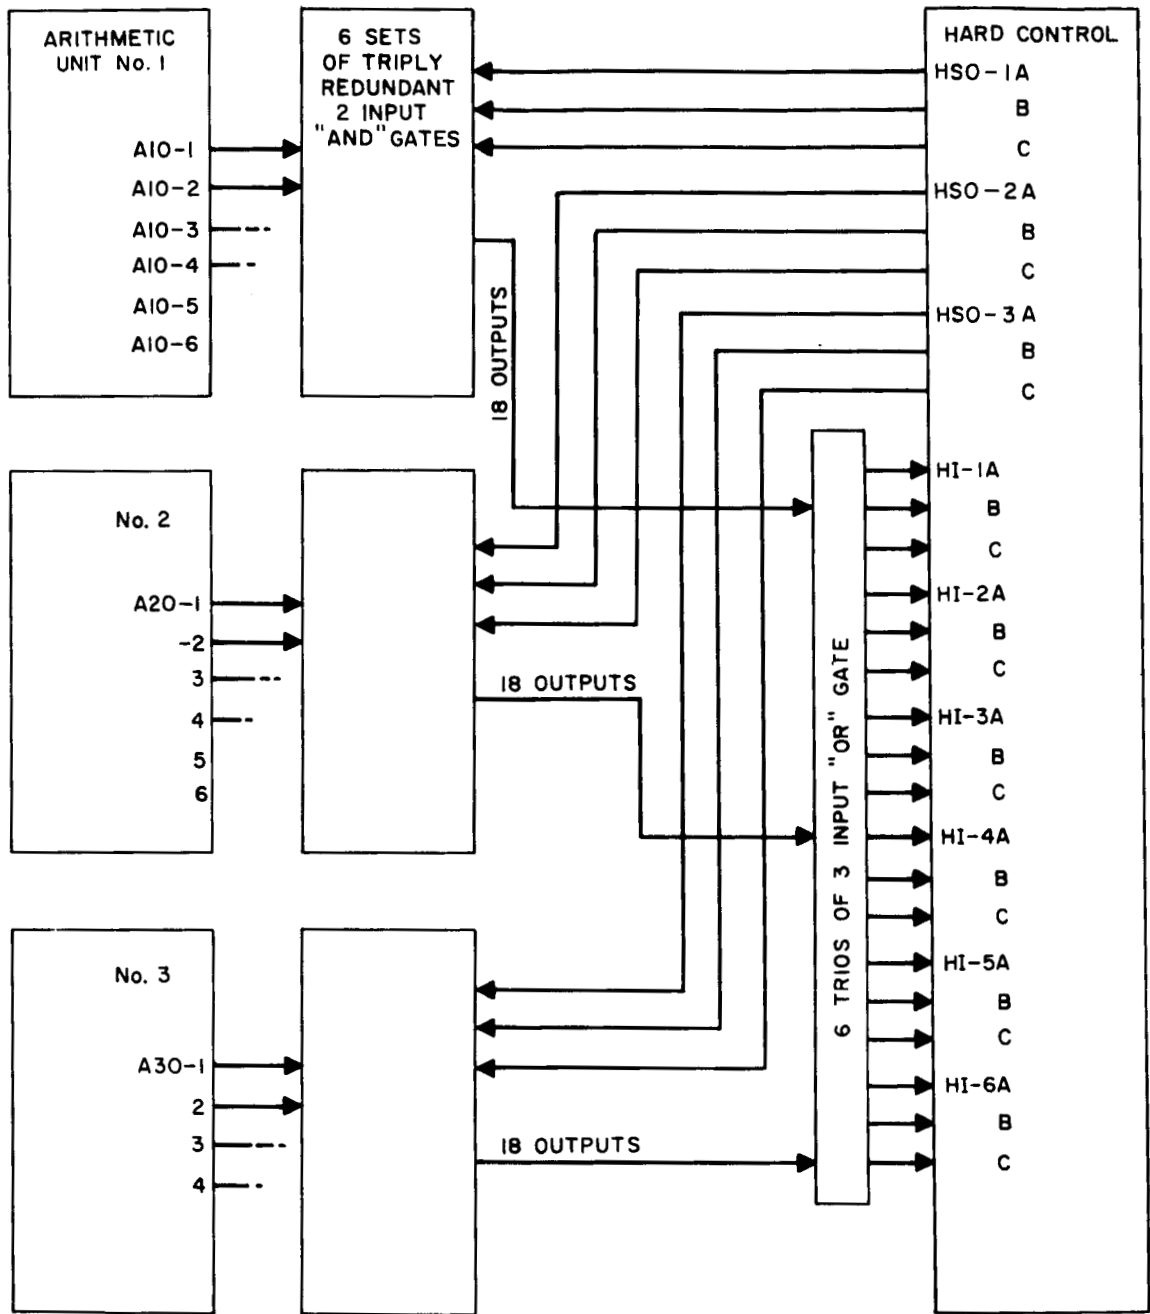 ARITHMETIC
UNIT No. 1
A10-1
A10-2
A10-3
A10-4
A10-5
A10-6
6 SETS
OF TRIPLY
REDUNDANT
2 INPUT
"AND" GATES
HARD CONTROL
HSO-1A
B
C
HSO-2A
B
C
HSO-3A
B
C
18 OUTPUTS
No. 2
A20-1
-2
3
4
5
6
18 OUTPUTS
No. 3
A30-1
2
3
4
18 OUTPUTS
6 TRIOS OF 3 INPUT "OR" GATE
HI-1A
B
C
HI-2A
B
C
HI-3A
B
C
HI-4A
B
C
HI-5A
B
C
HI-6A
B
C